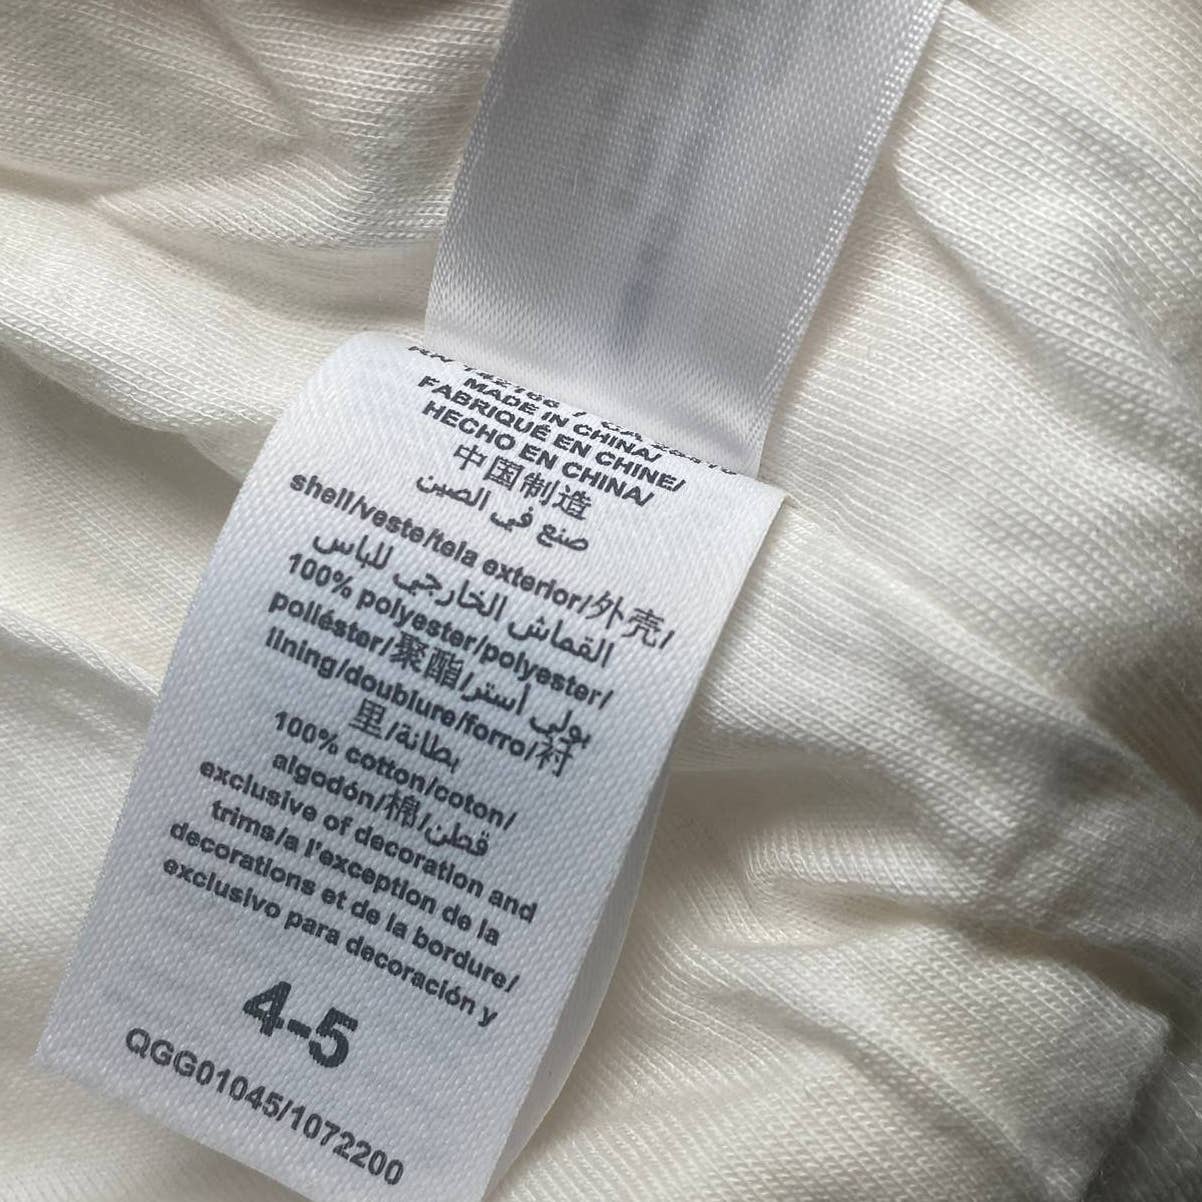 MADE IN CHINA/
FABRIQUÉ EN CHINE/
HECHO EN CHINA/
中国制造
صنع في الصين
shell/veste/tela exterior/外壳/
القماش الخارجي للباس
100% polyester/polyester/
poliéster/聚酯/بولي أستر
lining/doublure/forro/衬
里/بطانة
100% cotton/coton/
algodón/棉/قطن
exclusive of decoration and
trims/a l'exception de la
decorations et de la bordure/
exclusivo para decoración y
4-5
QGG01045/1072200